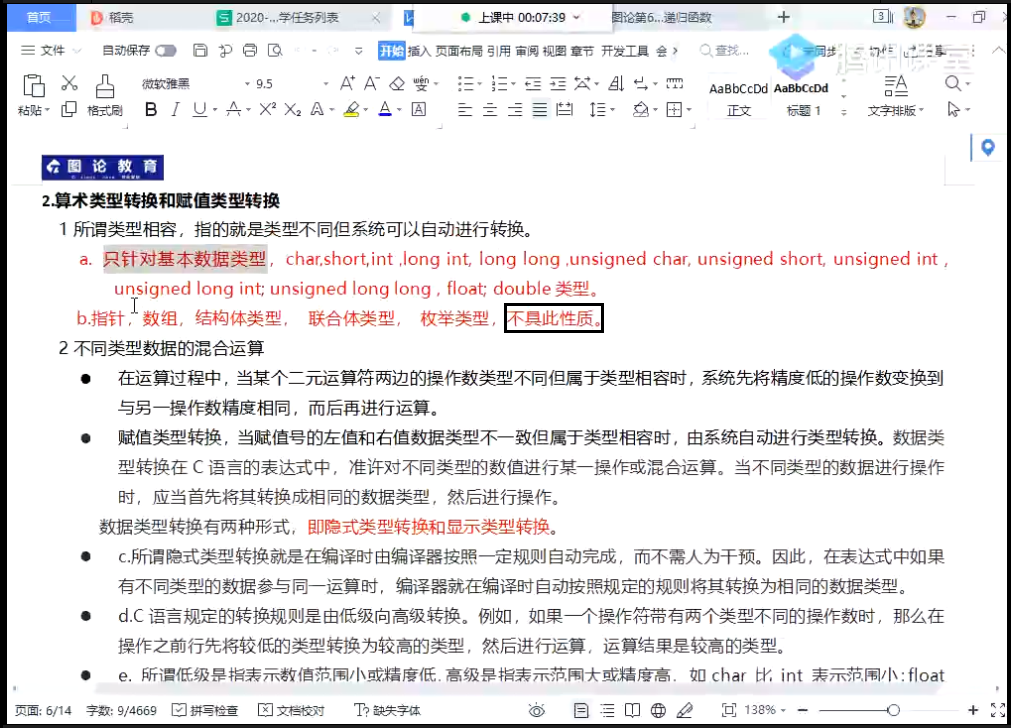 首页 稻壳 2020-...学任务列表 上课中 00:07:39 图论第6...递归函数 3
文件 自动保存 开始 插入 页面布局 引用 审阅 视图 章节 开发工具 会 查找... 未同步 协作 分享
腾讯课堂
粘贴 格式刷 微软雅黑 9.5 AaBbCcDd 正文 AaBbCcDd 标题 1 文字排版
图 论 教 育
2.算术类型转换和赋值类型转换
1 所谓类型相容，指的就是类型不同但系统可以自动进行转换。
a. 只针对基本数据类型，char,short,int ,long int, long long ,unsigned char, unsigned short, unsigned int ,
unsigned long int; unsigned long long , float; double 类型。
b.指针，数组，结构体类型， 联合体类型， 枚举类型，不具此性质。
2 不同类型数据的混合运算
● 在运算过程中，当某个二元运算符两边的操作数类型不同但属于类型相容时，系统先将精度低的操作数变换到
与另一操作数精度相同，而后再进行运算。
● 赋值类型转换，当赋值号的左值和右值数据类型不一致但属于类型相容时，由系统自动进行类型转换。数据类
型转换在 C 语言的表达式中，准许对不同类型的数值进行某一操作或混合运算。当不同类型的数据进行操作
时，应当首先将其转换成相同的数据类型，然后进行操作。
数据类型转换有两种形式，即隐式类型转换和显示类型转换。
● c.所谓隐式类型转换就是在编译时由编译器按照一定规则自动完成，而不需人为干预。因此，在表达式中如果
有不同类型的数据参与同一运算时，编译器就在编译时自动按照规定的规则将其转换为相同的数据类型。
● d.C 语言规定的转换规则是由低级向高级转换。例如，如果一个操作符带有两个类型不同的操作数时，那么在
操作之前行先将较低的类型转换为较高的类型，然后进行运算，运算结果是较高的类型。
● e. 所谓低级是指表示数值范围小或精度低,高级是指表示范围大或精度高，如 char 比 int 表示范围小;float
页面: 6/14 字数: 9/4669 拼写检查 文档校对 缺失字体 138%